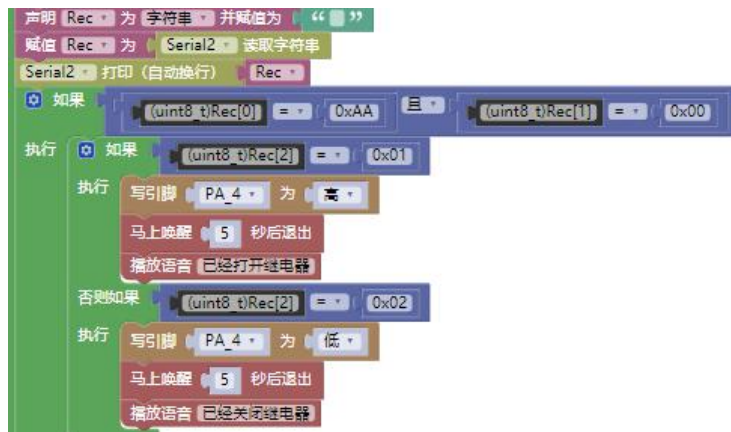 声明 Rec 为 字符串 并赋值为 “ ”
赋值 Rec 为 Serial2 读取字符串
Serial2 打印（自动换行） Rec
如果 (uint8_t)Rec[0] = 0xAA 且 (uint8_t)Rec[1] = 0x00
执行 如果 (uint8_t)Rec[2] = 0x01
执行 写引脚 PA_4 为 高
马上唤醒 5 秒后退出
播放语音 已经打开继电器
否则如果 (uint8_t)Rec[2] = 0x02
执行 写引脚 PA_4 为 低
马上唤醒 5 秒后退出
播放语音 已经关闭继电器